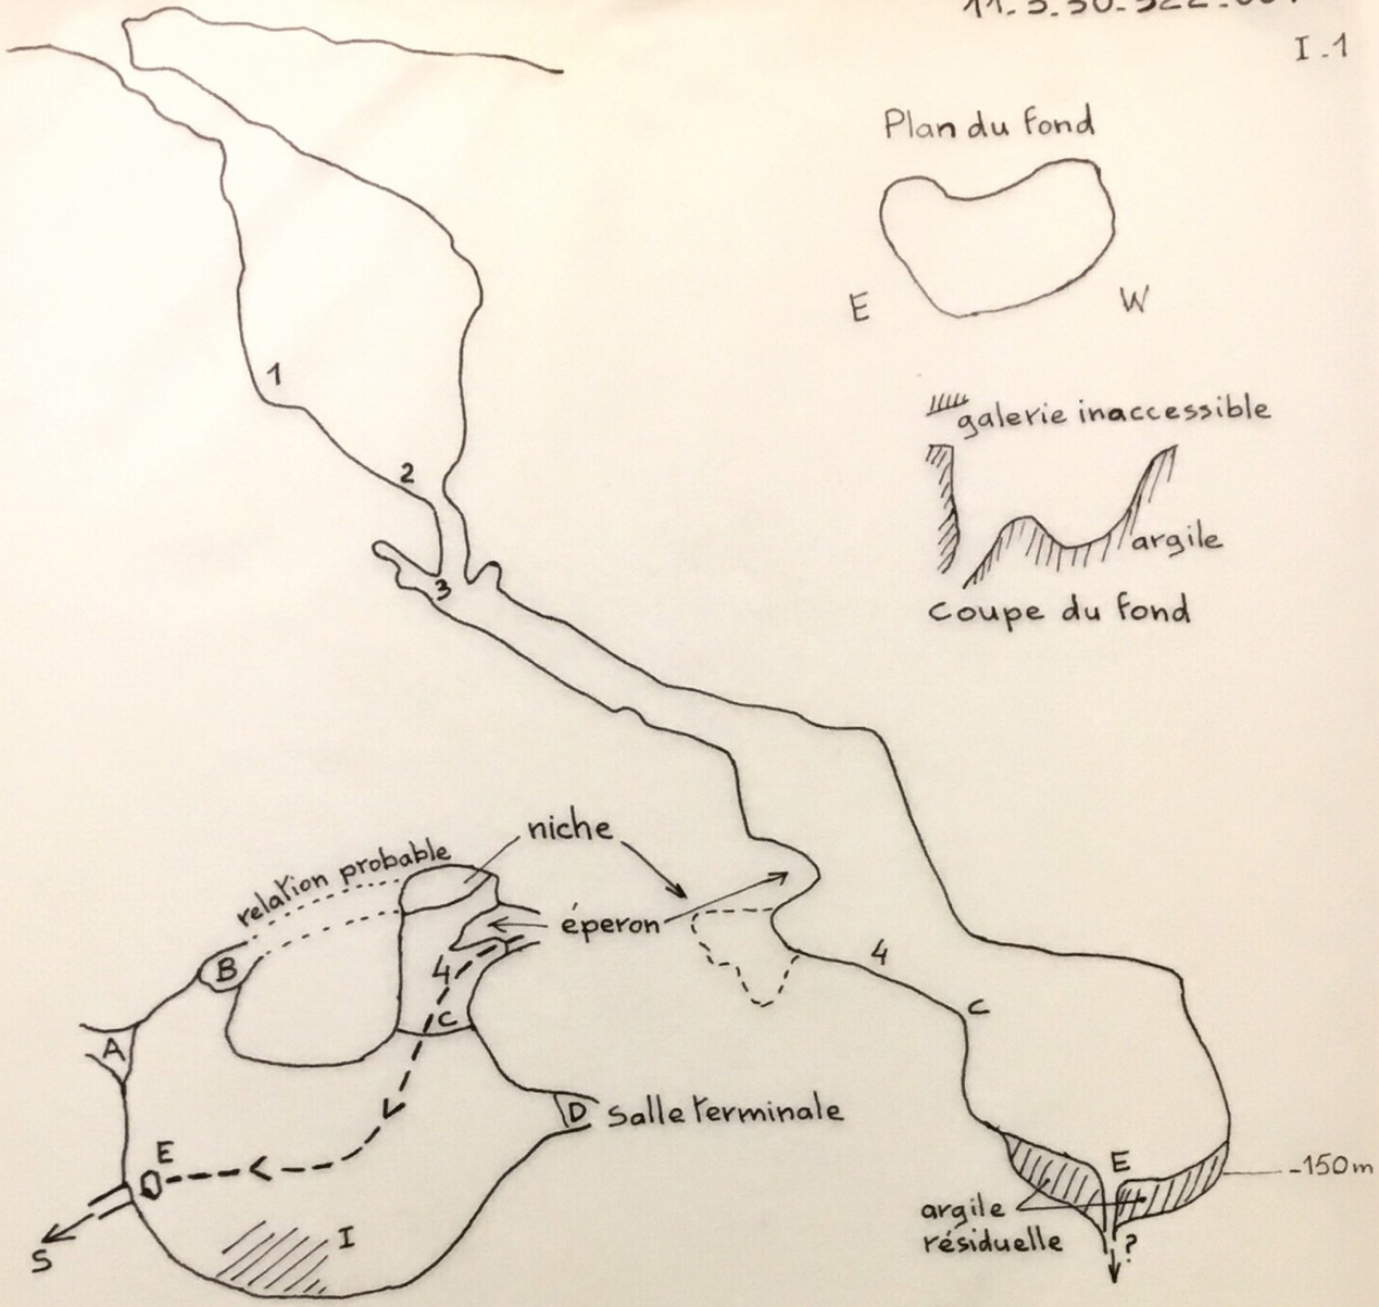 I.1
Plan du fond
E
W
1
galerie inaccessible
2
argile
3
coupe du fond
niche
relation probable
éperon
4
B
4
C
C
A
D
Salle terminale
E
E
-150m
argile
résiduelle
I
?
S